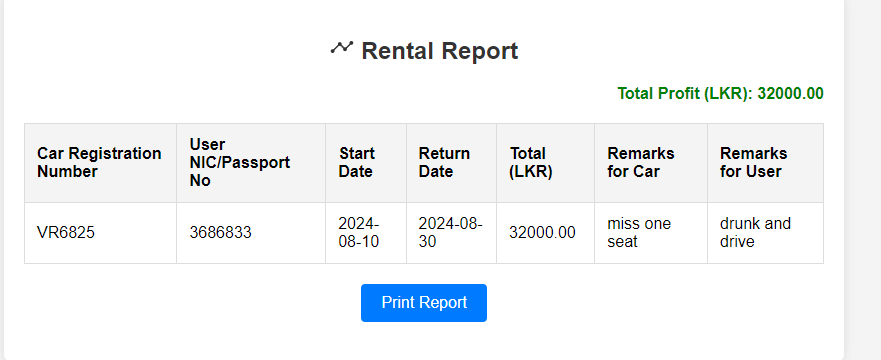 Rental Report
Total Profit (LKR): 32000.00
Car Registration
Number
User
NIC/Passport
No
Start
Date
Return
Date
Total
(LKR)
Remarks
for Car
Remarks
for User
VR6825
3686833
2024-
08-10
2024-08-
30
32000.00
miss one
seat
drunk and
drive
Print Report